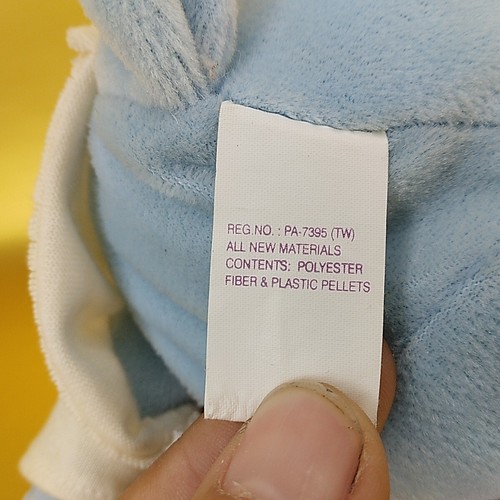 REG.NO. : PA-7395 (TW)
ALL NEW MATERIALS
CONTENTS: POLYESTER
FIBER & PLASTIC PELLETS